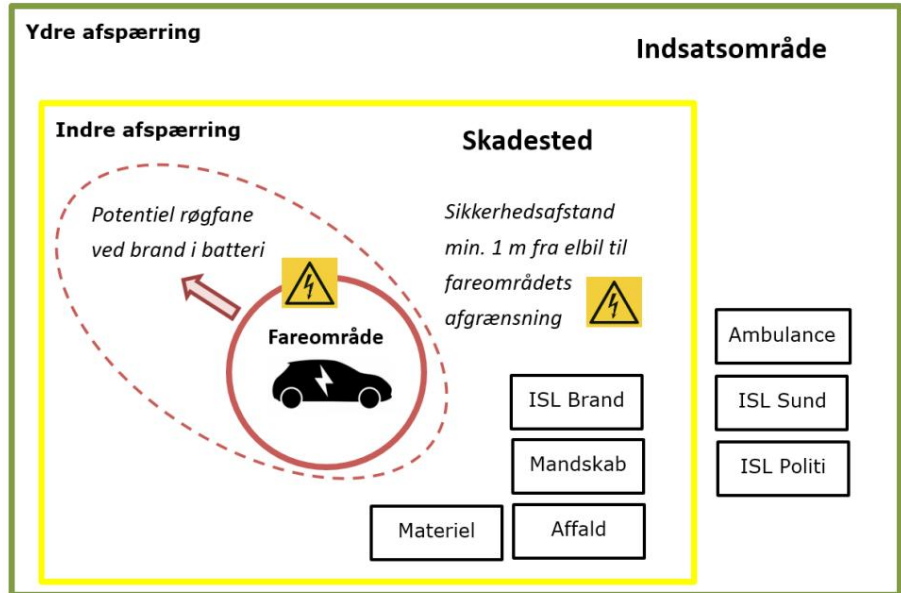 Ydre afspærring
Indsatsområde
Indre afspærring
Skadested
Potentiel røgfane
ved brand i batteri
Sikkerhedsafstand
min. 1 m fra elbil til
fareområdets
afgrænsning
Fareområde
Ambulance
ISL Brand
ISL Sund
Mandskab
ISL Politi
Materiel
Affald